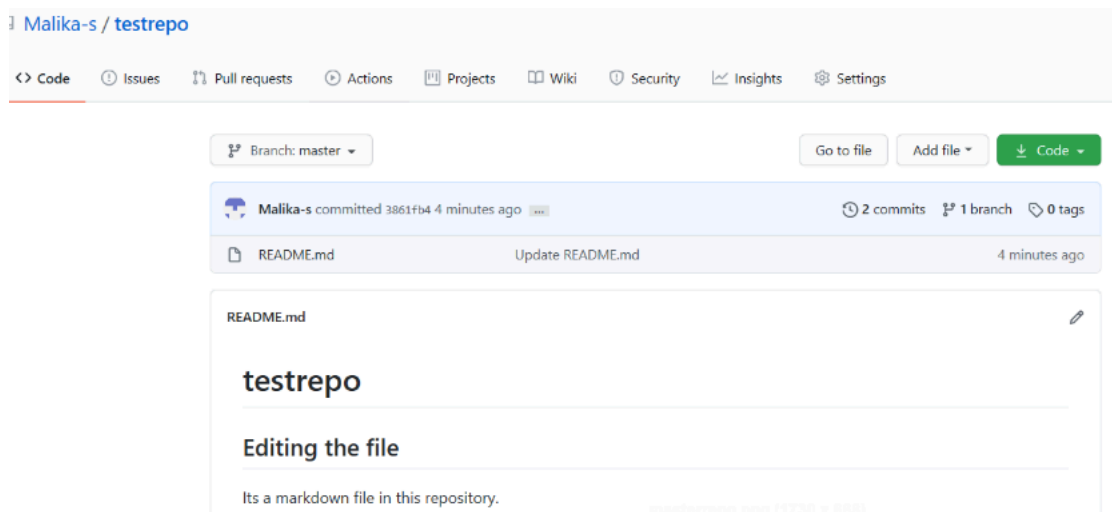 Malika-s / testrepo
<> Code Issues Pull requests Actions Projects Wiki Security Insights Settings
Branch: master Go to file Add file Code
Malika-s committed 3861fb4 4 minutes ago ... 2 commits 1 branch 0 tags
README.md Update README.md 4 minutes ago
README.md
testrepo
Editing the file
Its a markdown file in this repository.